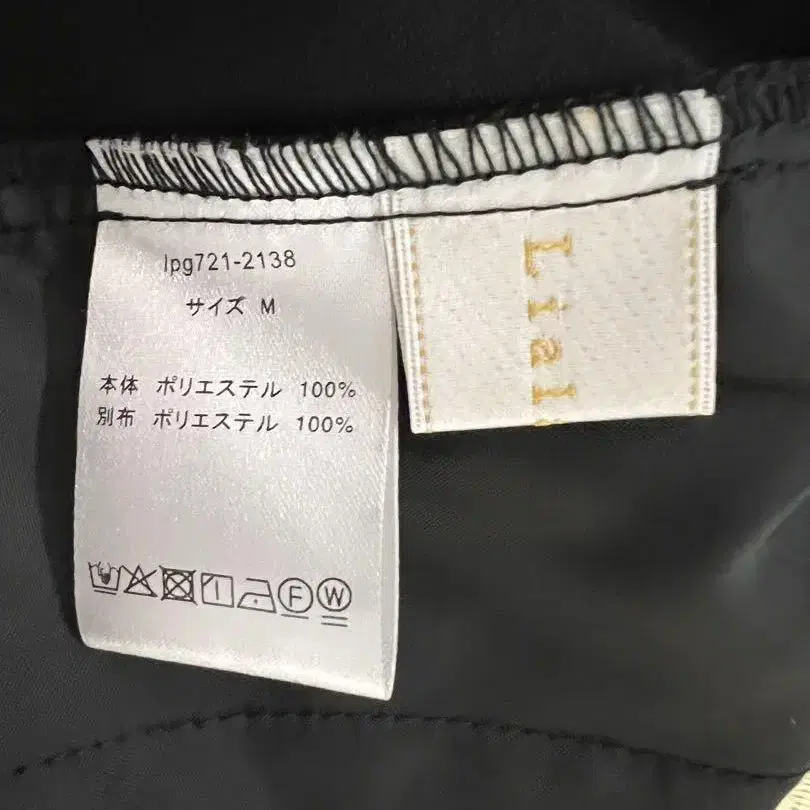 lpg721-2138
サイズ M
本体 ポリエステル 100%
別布 ポリエステル 100%
F W